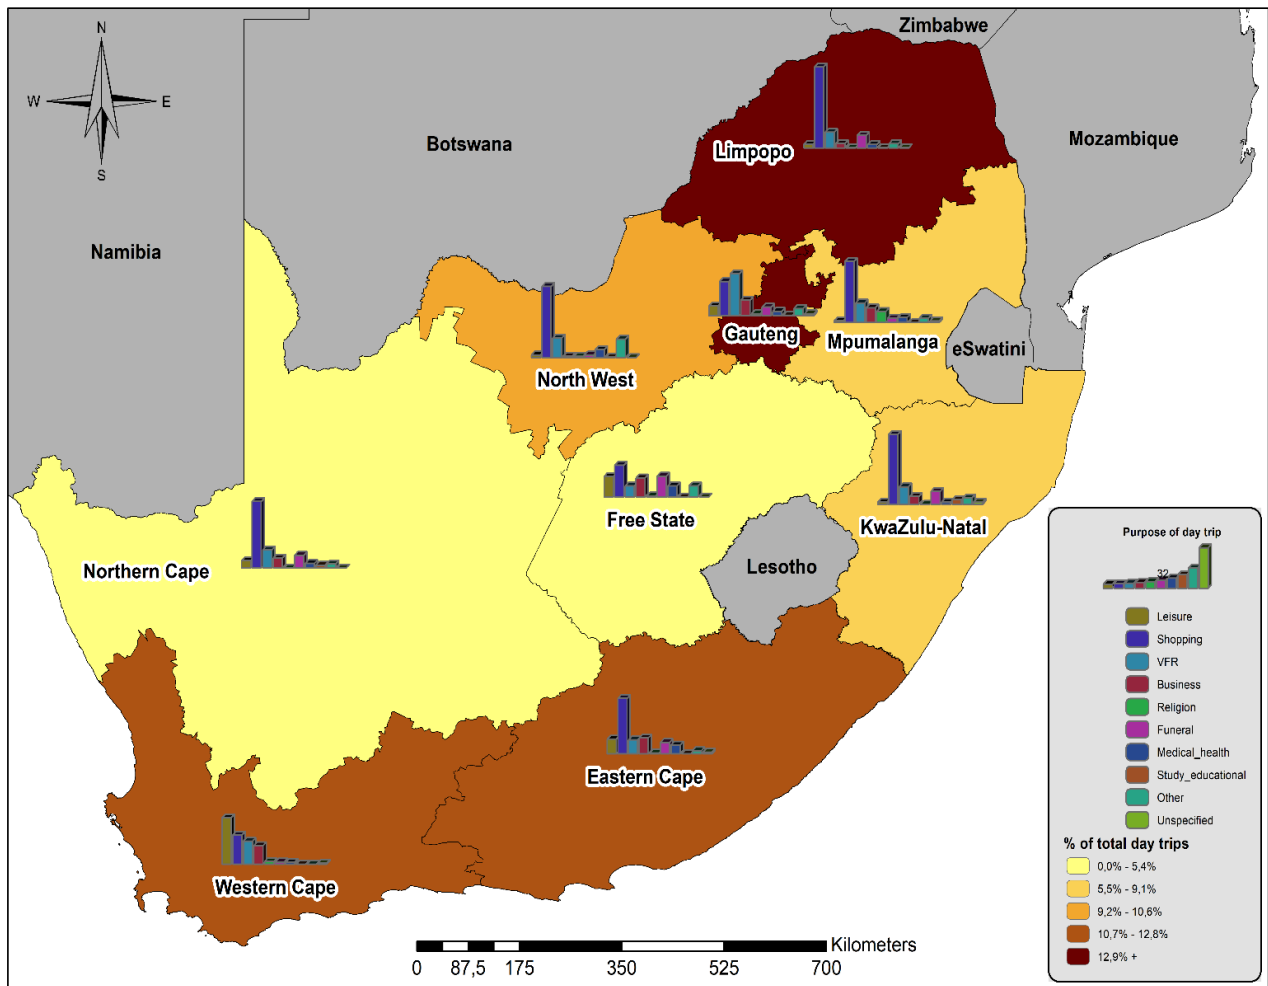 N
W
E
S
Zimbabwe
Botswana
Mozambique
Limpopo
Namibia
Gauteng
Mpumalanga
eSwatini
North West
Free State
KwaZulu-Natal
Lesotho
Northern Cape
Eastern Cape
Western Cape
Purpose of day trip
32
Leisure
Shopping
VFR
Business
Religion
Funeral
Medical_health
Study_educational
Other
Unspecified
% of total day trips
0,0% - 5,4%
5,5% - 9,1%
9,2% - 10,6%
10,7% - 12,8%
12,9% +
Kilometers
0 87,5 175 350 525 700